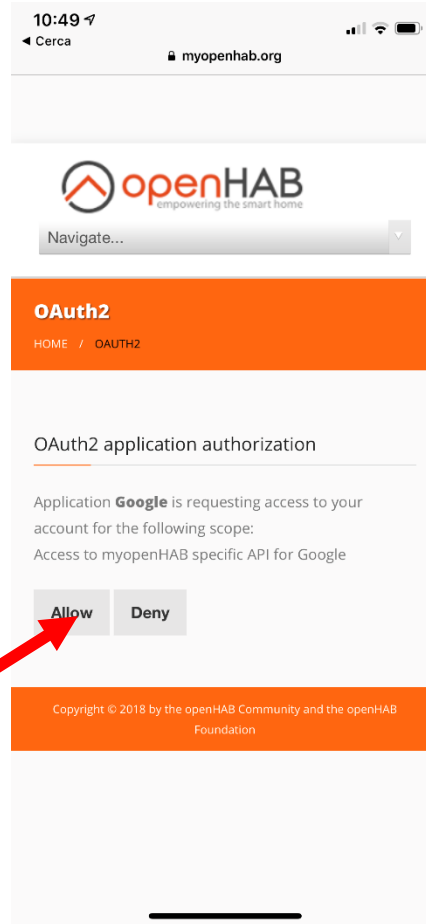 10:49
◀ Cerca
myopenhab.org
openHAB
empowering the smart home
Navigate...
OAuth2
HOME / OAUTH2
OAuth2 application authorization
Application Google is requesting access to your
account for the following scope:
Access to myopenHAB specific API for Google
Allow Deny
Copyright © 2018 by the openHAB Community and the openHAB
Foundation